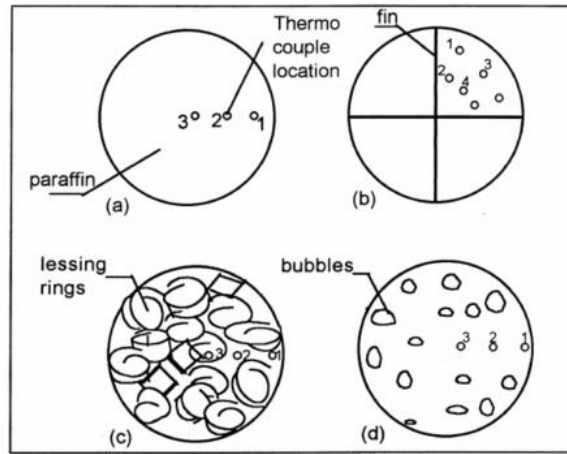 Thermo
couple
location
3 2 1
paraffin
(a)
fin
1
2 3
4
(b)
lessing
rings
3 2 1
(c)
bubbles
3 2 1
(d)